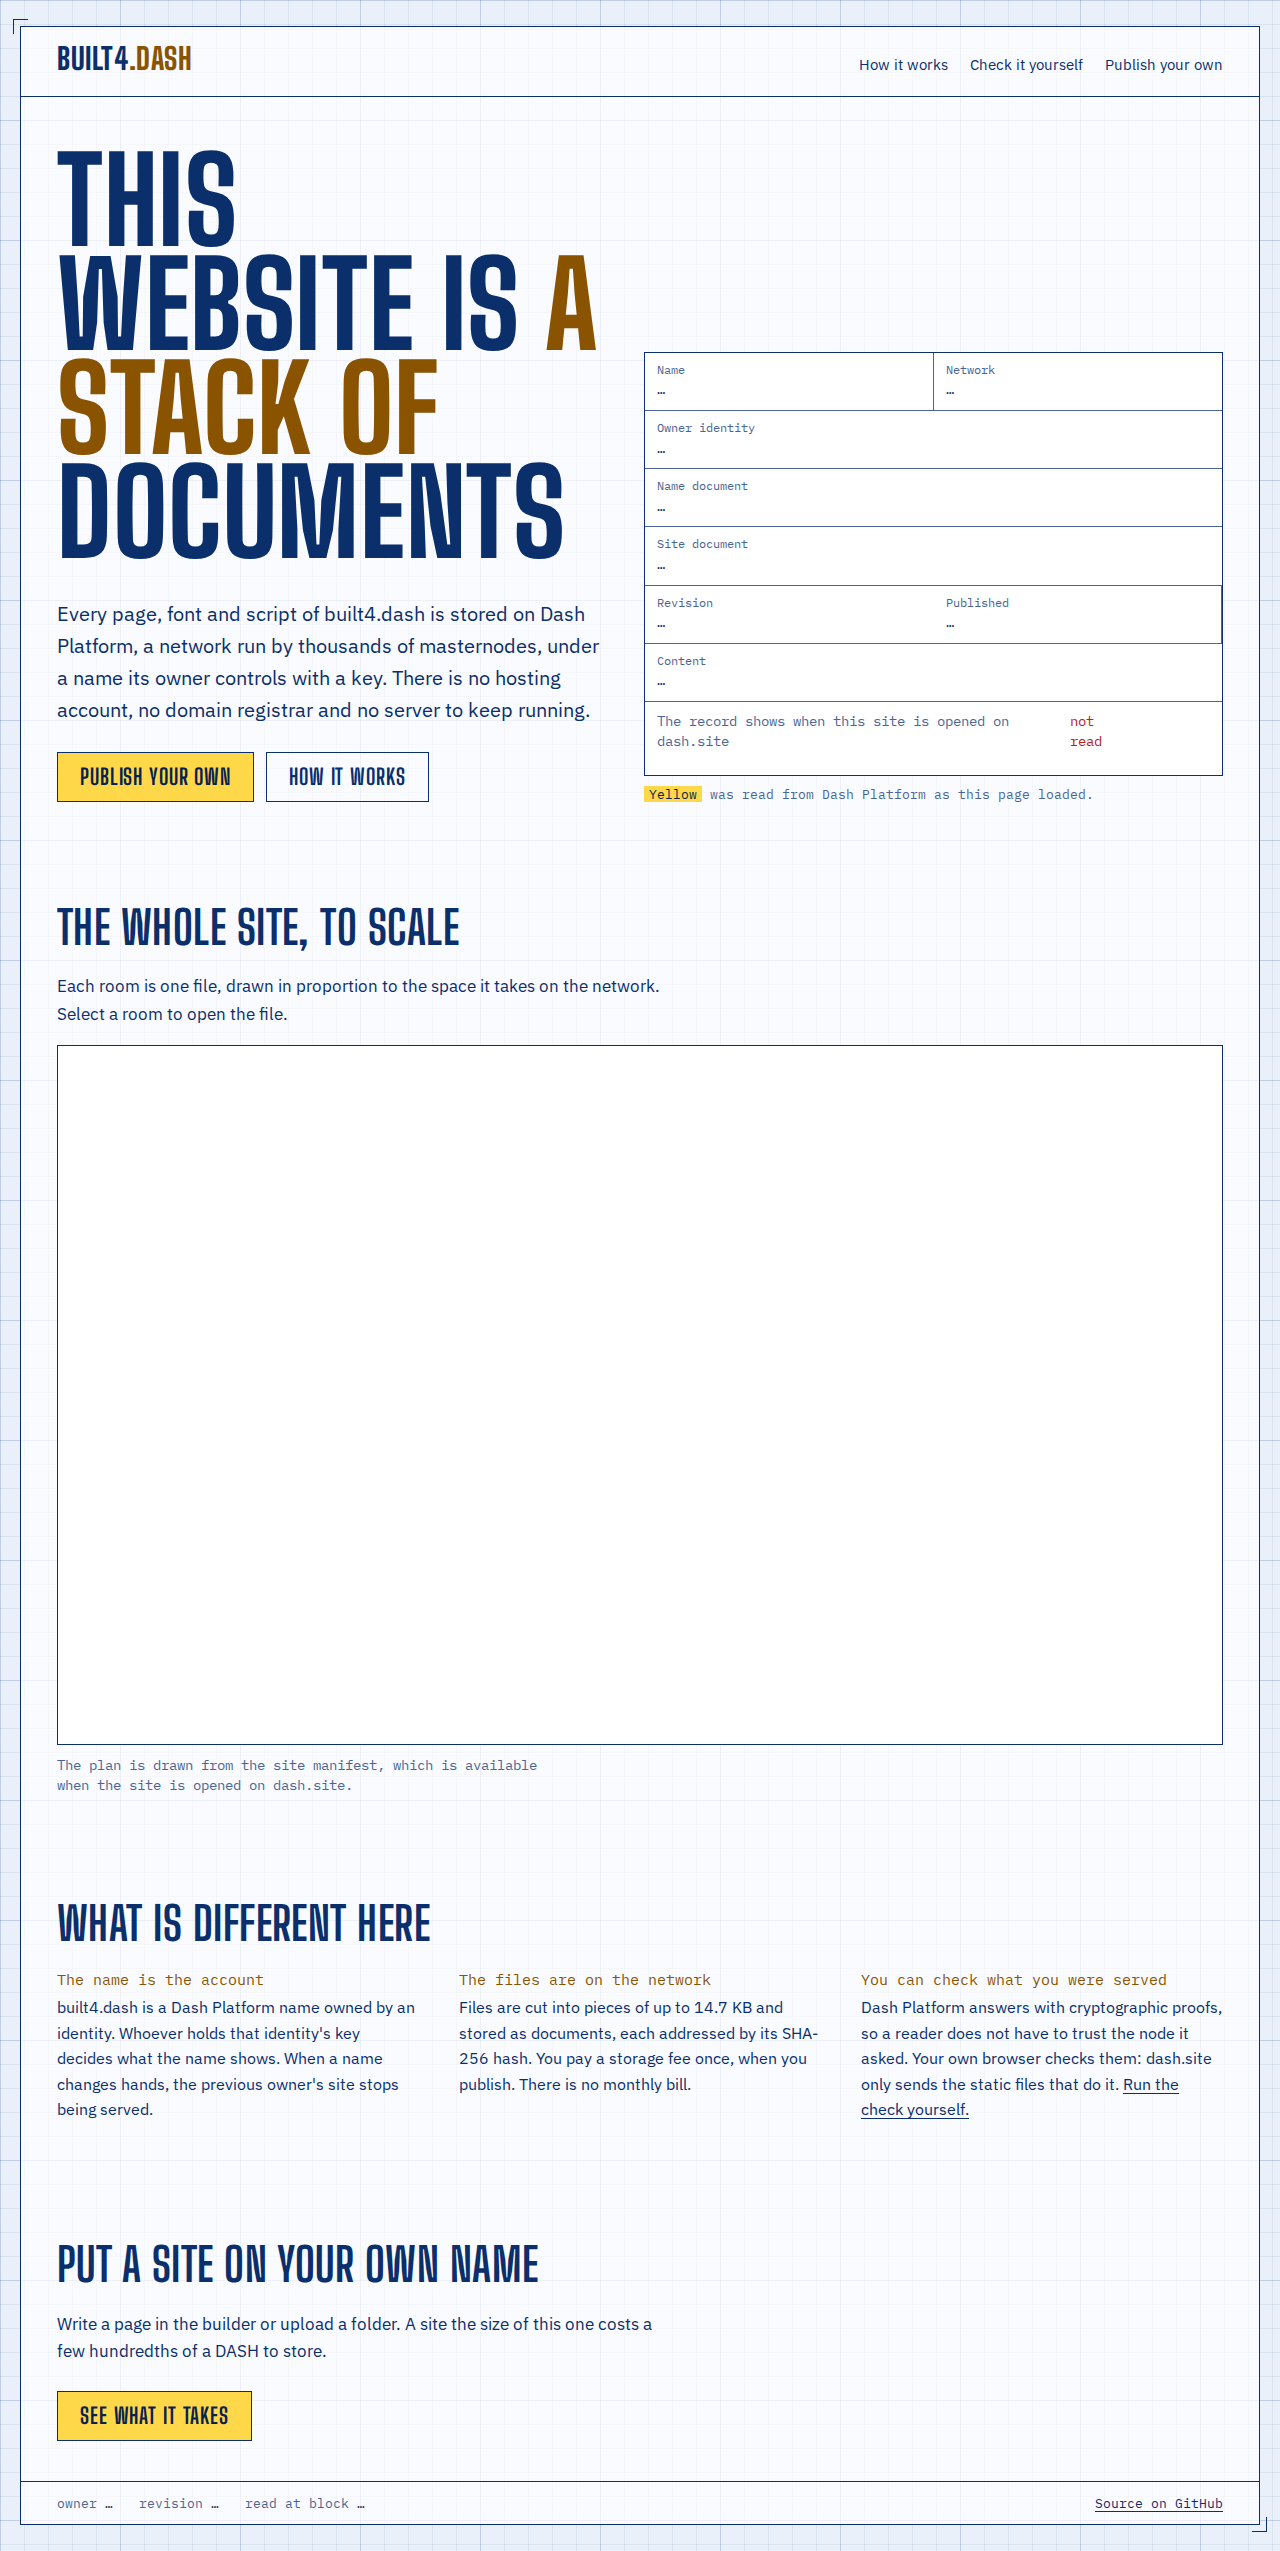 BUILT4.DASH
How it works Check it yourself Publish your own
THIS
WEBSITE IS A
STACK OF
DOCUMENTS
Every page, font and script of built4.dash is stored on Dash
Platform, a network run by thousands of masternodes, under
a name its owner controls with a key. There is no hosting
account, no domain registrar and no server to keep running.
PUBLISH YOUR OWN HOW IT WORKS
Name Network
… …
Owner identity
…
Name document
…
Site document
…
Revision Published
… …
Content
…
The record shows when this site is opened on not
dash.site read
Yellow was read from Dash Platform as this page loaded.
THE WHOLE SITE, TO SCALE
Each room is one file, drawn in proportion to the space it takes on the network.
Select a room to open the file.
The plan is drawn from the site manifest, which is available
when the site is opened on dash.site.
WHAT IS DIFFERENT HERE
The name is the account
built4.dash is a Dash Platform name owned by an
identity. Whoever holds that identity's key
decides what the name shows. When a name
changes hands, the previous owner's site stops
being served.
The files are on the network
Files are cut into pieces of up to 14.7 KB and
stored as documents, each addressed by its SHA-
256 hash. You pay a storage fee once, when you
publish. There is no monthly bill.
You can check what you were served
Dash Platform answers with cryptographic proofs,
so a reader does not have to trust the node it
asked. Your own browser checks them: dash.site
only sends the static files that do it. Run the
check yourself.
PUT A SITE ON YOUR OWN NAME
Write a page in the builder or upload a folder. A site the size of this one costs a
few hundredths of a DASH to store.
SEE WHAT IT TAKES
owner … revision … read at block … Source on GitHub